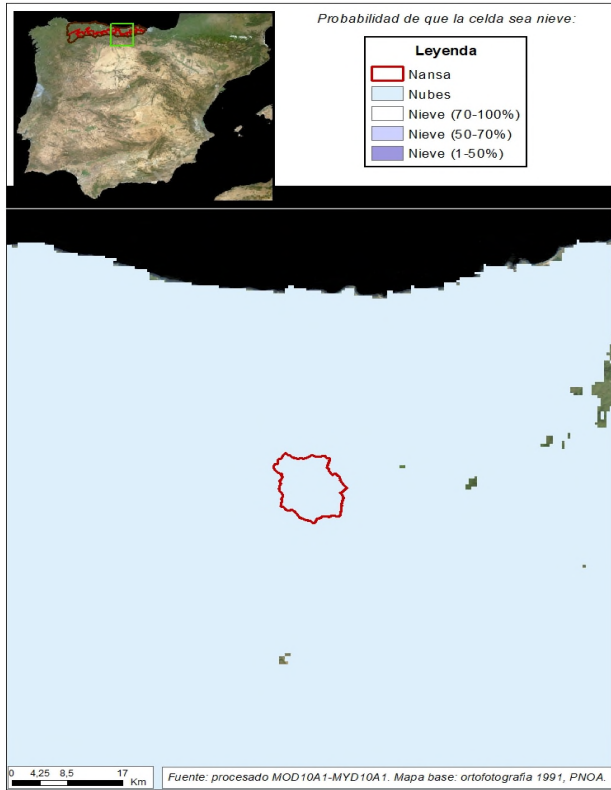 Probabilidad de que la celda sea nieve:
Leyenda
Nansa
Nubes
Nieve (70-100%)
Nieve (50-70%)
Nieve (1-50%)
0 4,25 8,5 17
Km
Fuente: procesado MOD10A1-MYD10A1. Mapa base: ortofotografia 1991, PNOA.